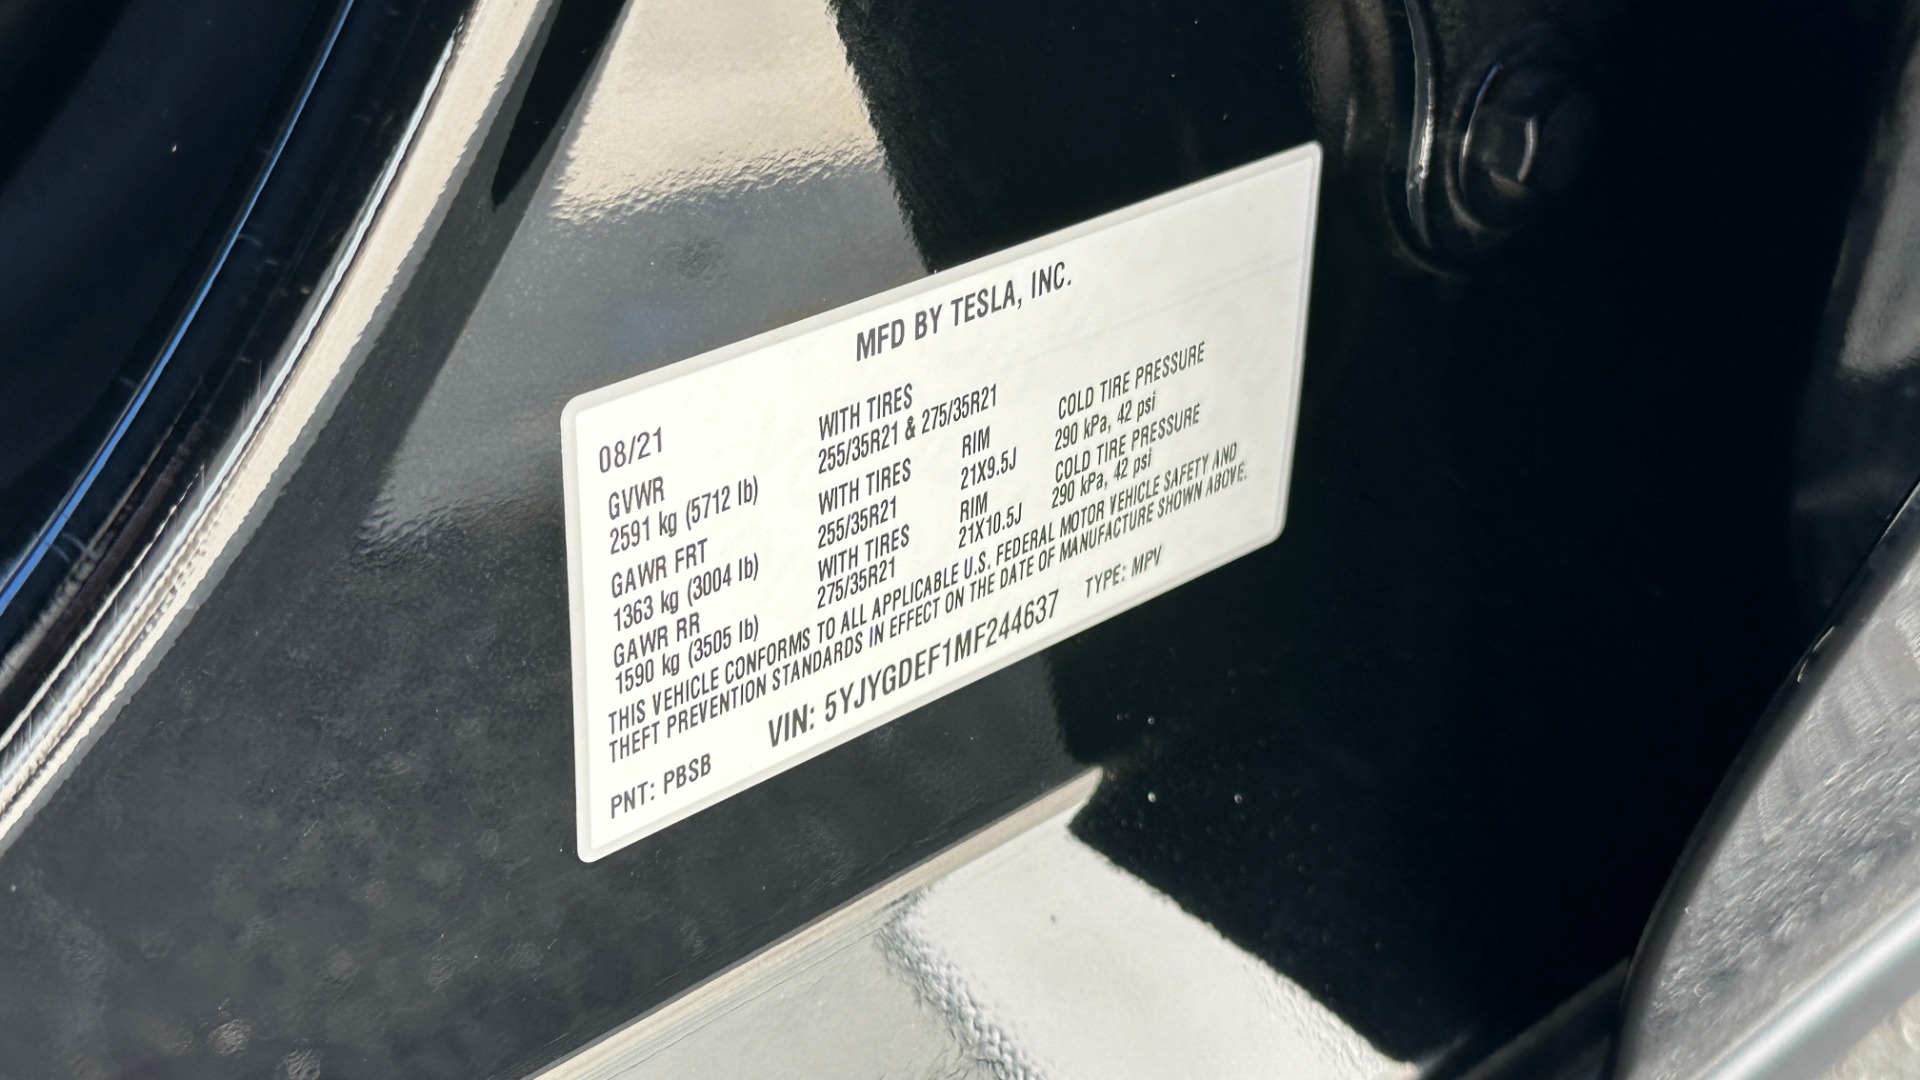 MFD BY TESLA, INC.
08/21
GVWR WITH TIRES COLD TIRE PRESSURE
2591 kg (5712 lb) 255/35R21 & 275/35R21 290 kPa, 42 psi
GAWR FRT WITH TIRES RIM COLD TIRE PRESSURE
1363 kg (3004 lb) 255/35R21 21X9.5J 290 kPa, 42 psi
GAWR RR WITH TIRES RIM
1590 kg (3505 lb) 275/35R21 21X10.5J
THIS VEHICLE CONFORMS TO ALL APPLICABLE U.S. FEDERAL MOTOR VEHICLE SAFETY AND
THEFT PREVENTION STANDARDS IN EFFECT ON THE DATE OF MANUFACTURE SHOWN ABOVE.
VIN: 5YJYGDEF1MF244637 TYPE: MPV
PNT: PBSB